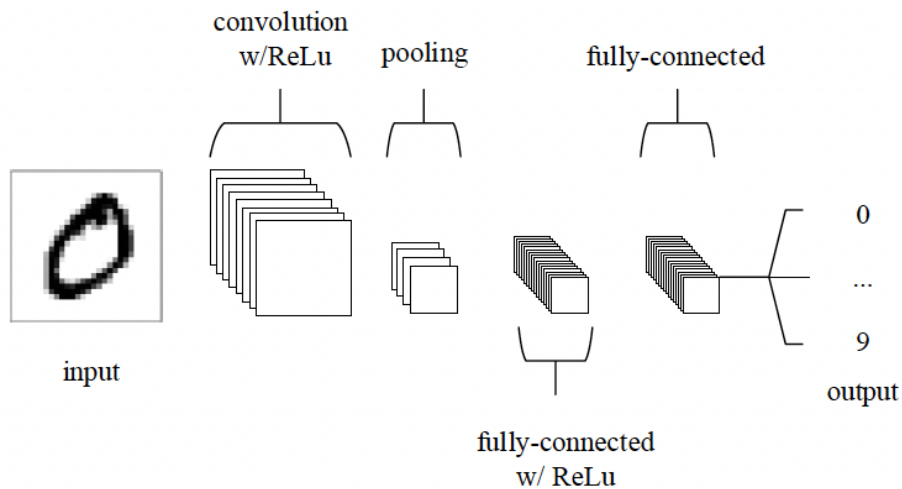 convolution
w/ReLu
pooling
fully-connected
0
...
9
input
output
fully-connected
w/ ReLu